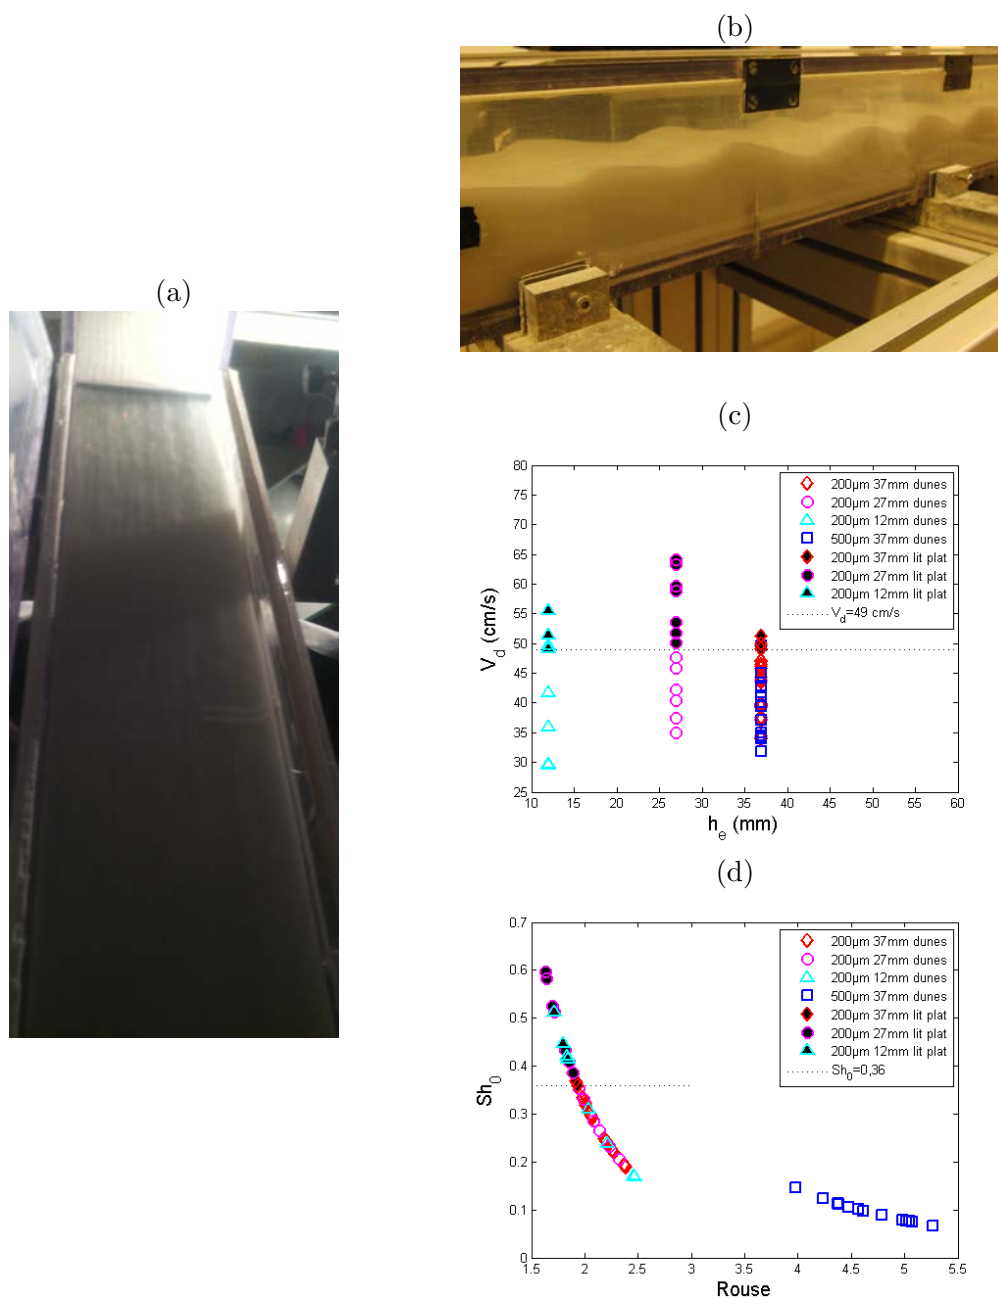 (b)
(a)
(c)
80
75
70
65
60
55
50
45
40
35
30
25
V_d (cm/s)
10 15 20 25 30 35 40 45 50 55 60
h_e (mm)
200µm 37mm dunes
200µm 27mm dunes
200µm 12mm dunes
500µm 37mm dunes
200µm 37mm lit plat
200µm 27mm lit plat
200µm 12mm lit plat
V_d=49 cm/s
(d)
0.7
0.6
0.5
0.4
0.3
0.2
0.1
0
Sh_0
1.5 2 2.5 3 3.5 4 4.5 5 5.5
Rouse
200µm 37mm dunes
200µm 27mm dunes
200µm 12mm dunes
500µm 37mm dunes
200µm 37mm lit plat
200µm 27mm lit plat
200µm 12mm lit plat
Sh_0=0,36